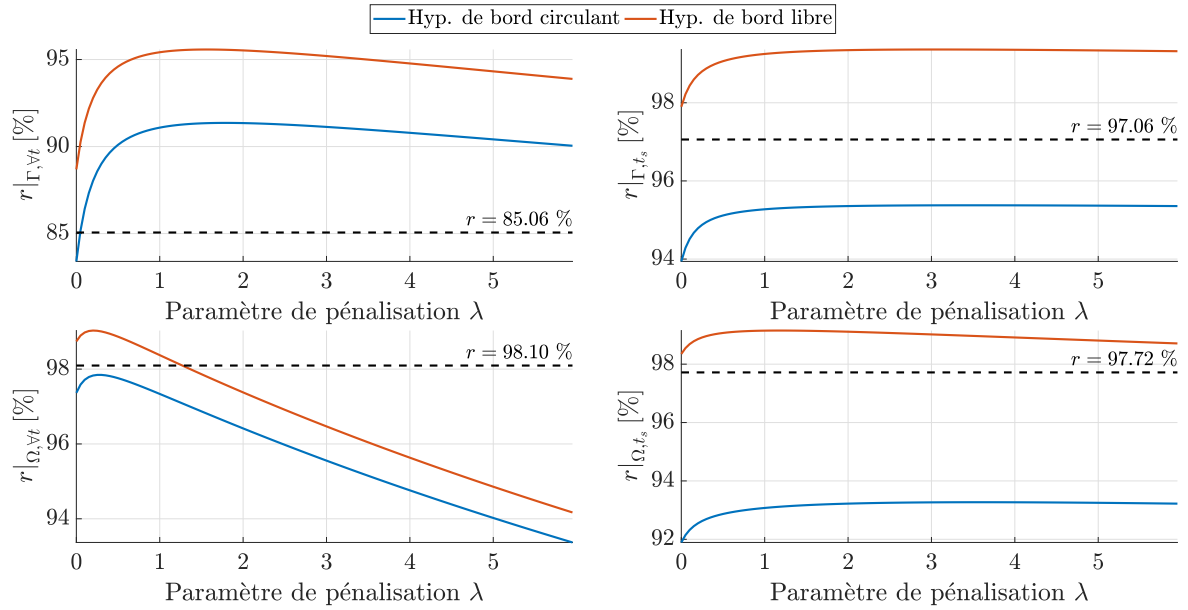 Hyp. de bord circulant Hyp. de bord libre
95
90
85
r|Γ,∀t [%]
r = 85.06 %
0 1 2 3 4 5
Paramètre de pénalisation λ
98
96
94
r|Γ,ts [%]
r = 97.06 %
0 1 2 3 4 5
Paramètre de pénalisation λ
98
96
94
r|Ω,∀t [%]
r = 98.10 %
0 1 2 3 4 5
Paramètre de pénalisation λ
98
96
94
92
r|Ω,ts [%]
r = 97.72 %
0 1 2 3 4 5
Paramètre de pénalisation λ